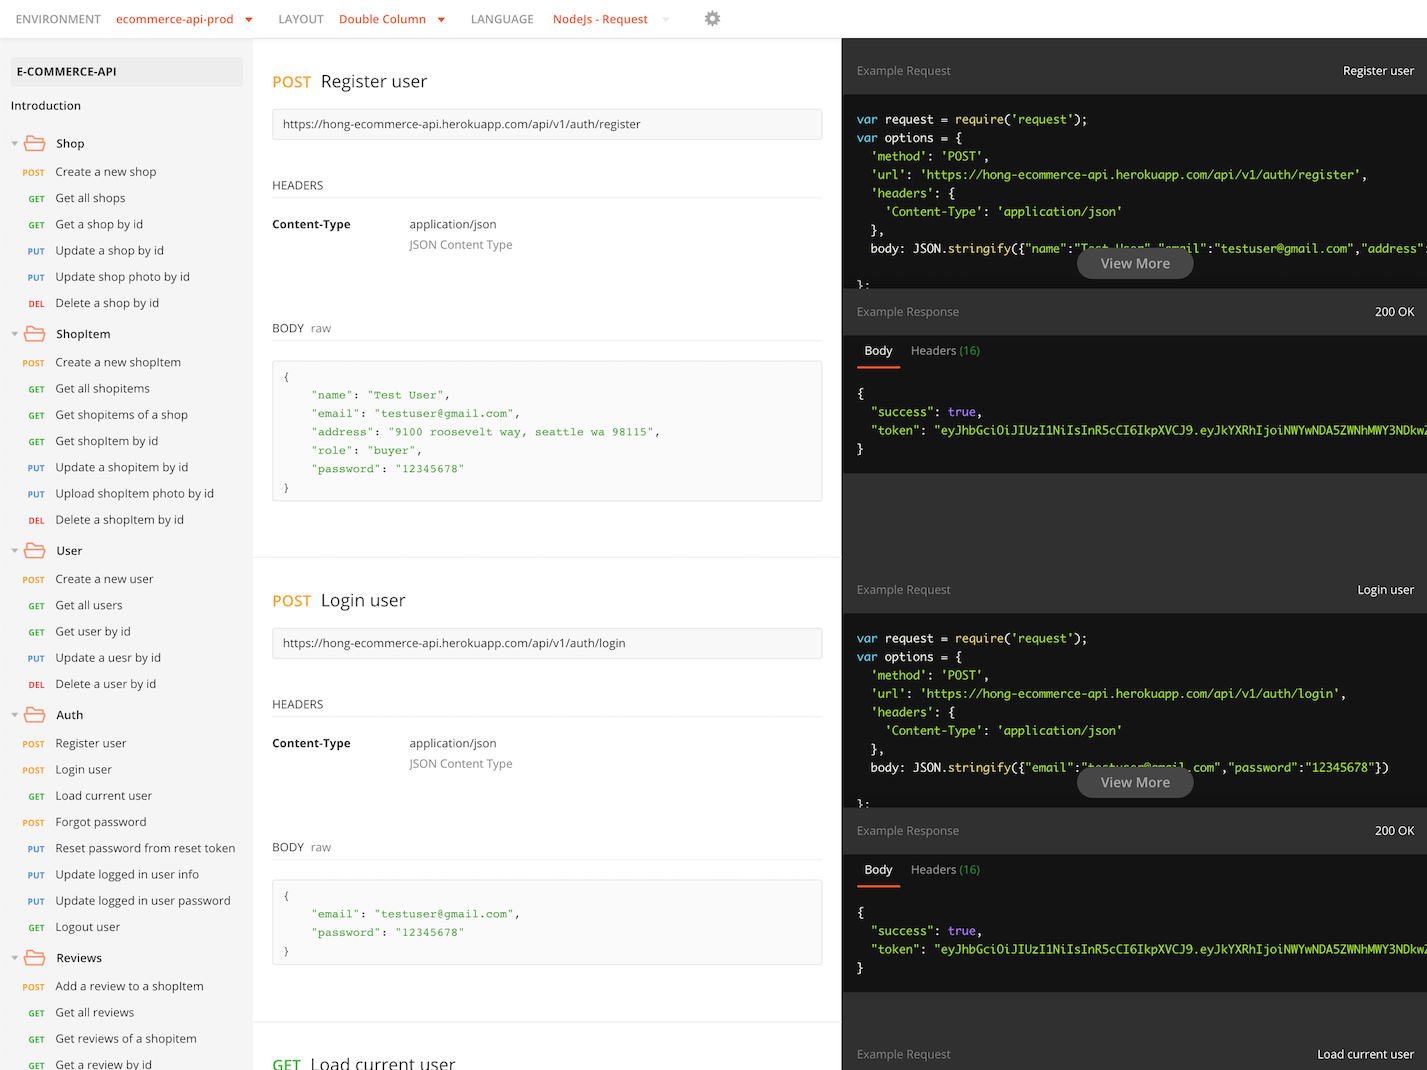 ENVIRONMENT ecommerce-api-prod LAYOUT Double Column LANGUAGE NodeJs - Request
E-COMMERCE-API
Introduction
Shop
POST Create a new shop
GET Get all shops
GET Get a shop by id
PUT Update a shop by id
PUT Update shop photo by id
DEL Delete a shop by id
ShopItem
POST Create a new shopItem
GET Get all shopitems
GET Get shopitems of a shop
GET Get shopItem by id
PUT Update a shopitem by id
PUT Upload shopItem photo by id
DEL Delete a shopItem by id
User
POST Create a new user
GET Get all users
GET Get user by id
PUT Update a uesr by id
DEL Delete a user by id
Auth
POST Register user
POST Login user
GET Load current user
POST Forgot password
PUT Reset password from reset token
PUT Update logged in user info
PUT Update logged in user password
GET Logout user
Reviews
POST Add a review to a shopItem
GET Get all reviews
GET Get reviews of a shopitem
GET Get a review by id
POST Register user
https://hong-ecommerce-api.herokuapp.com/api/v1/auth/register
HEADERS
Content-Type application/json
JSON Content Type
BODY raw
{
"name": "Test User",
"email": "testuser@gmail.com",
"address": "9100 roosevelt way, seattle wa 98115",
"role": "buyer",
"password": "12345678"
}
POST Login user
https://hong-ecommerce-api.herokuapp.com/api/v1/auth/login
HEADERS
Content-Type application/json
JSON Content Type
BODY raw
{
"email": "testuser@gmail.com",
"password": "12345678"
}
GET Load current user
Example Request Register user
var request = require('request');
var options = {
'method': 'POST',
'url': 'https://hong-ecommerce-api.herokuapp.com/api/v1/auth/register',
'headers': {
'Content-Type': 'application/json'
},
body: JSON.stringify({"name":"Test User","email":"testuser@gmail.com","address":
View More
};
Example Response 200 OK
Body Headers (16)
{
"success": true,
"token": "eyJhbGciOiJIUzI1NiIsInR5cCI6IkpXVCJ9.eyJkYXRhIjoiNWYwNDA5ZWNhMWY3NDkwZ
}
Example Request Login user
var request = require('request');
var options = {
'method': 'POST',
'url': 'https://hong-ecommerce-api.herokuapp.com/api/v1/auth/login',
'headers': {
'Content-Type': 'application/json'
},
body: JSON.stringify({"email":"testuser@gmail.com","password":"12345678"})
View More
};
Example Response 200 OK
Body Headers (16)
{
"success": true,
"token": "eyJhbGciOiJIUzI1NiIsInR5cCI6IkpXVCJ9.eyJkYXRhIjoiNWYwNDA5ZWNhMWY3NDkwZ
}
Example Request Load current user